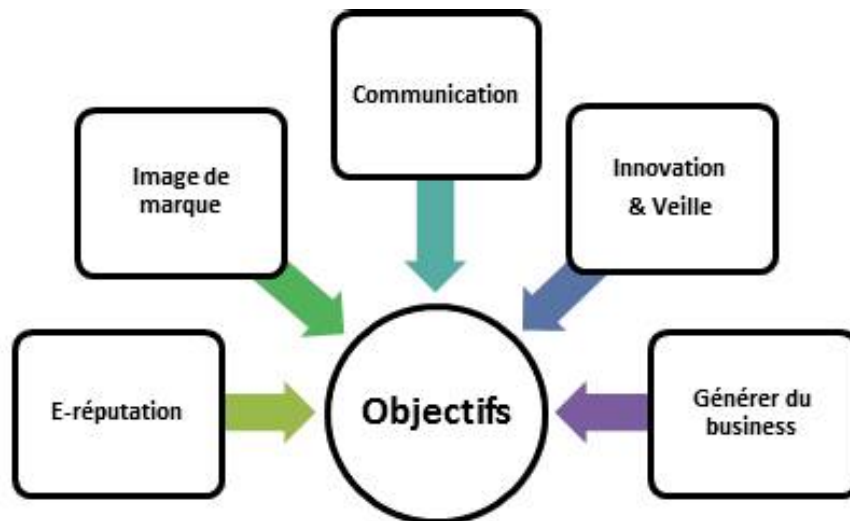 Communication
Image de
marque
Innovation
& Veille
E-réputation
Objectifs
Générer du
business